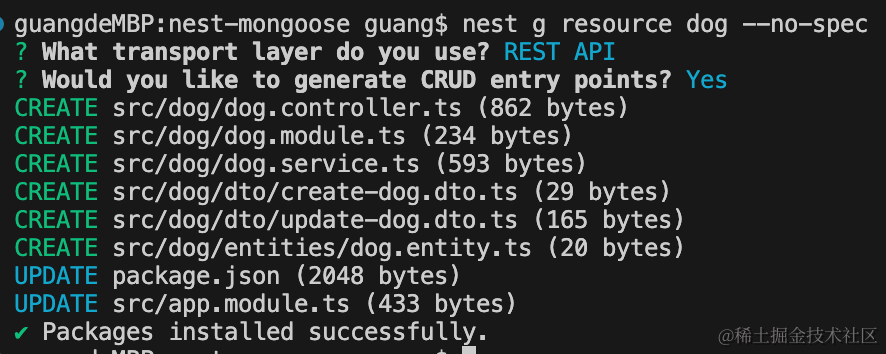 guangdeMBP:nest-mongoose guang$ nest g resource dog --no-spec
? What transport layer do you use? REST API
? Would you like to generate CRUD entry points? Yes
CREATE src/dog/dog.controller.ts (862 bytes)
CREATE src/dog/dog.module.ts (234 bytes)
CREATE src/dog/dog.service.ts (593 bytes)
CREATE src/dog/dto/create-dog.dto.ts (29 bytes)
CREATE src/dog/dto/update-dog.dto.ts (165 bytes)
CREATE src/dog/entities/dog.entity.ts (20 bytes)
UPDATE package.json (2048 bytes)
UPDATE src/app.module.ts (433 bytes)
✔ Packages installed successfully.
@稀土掘金技术社区